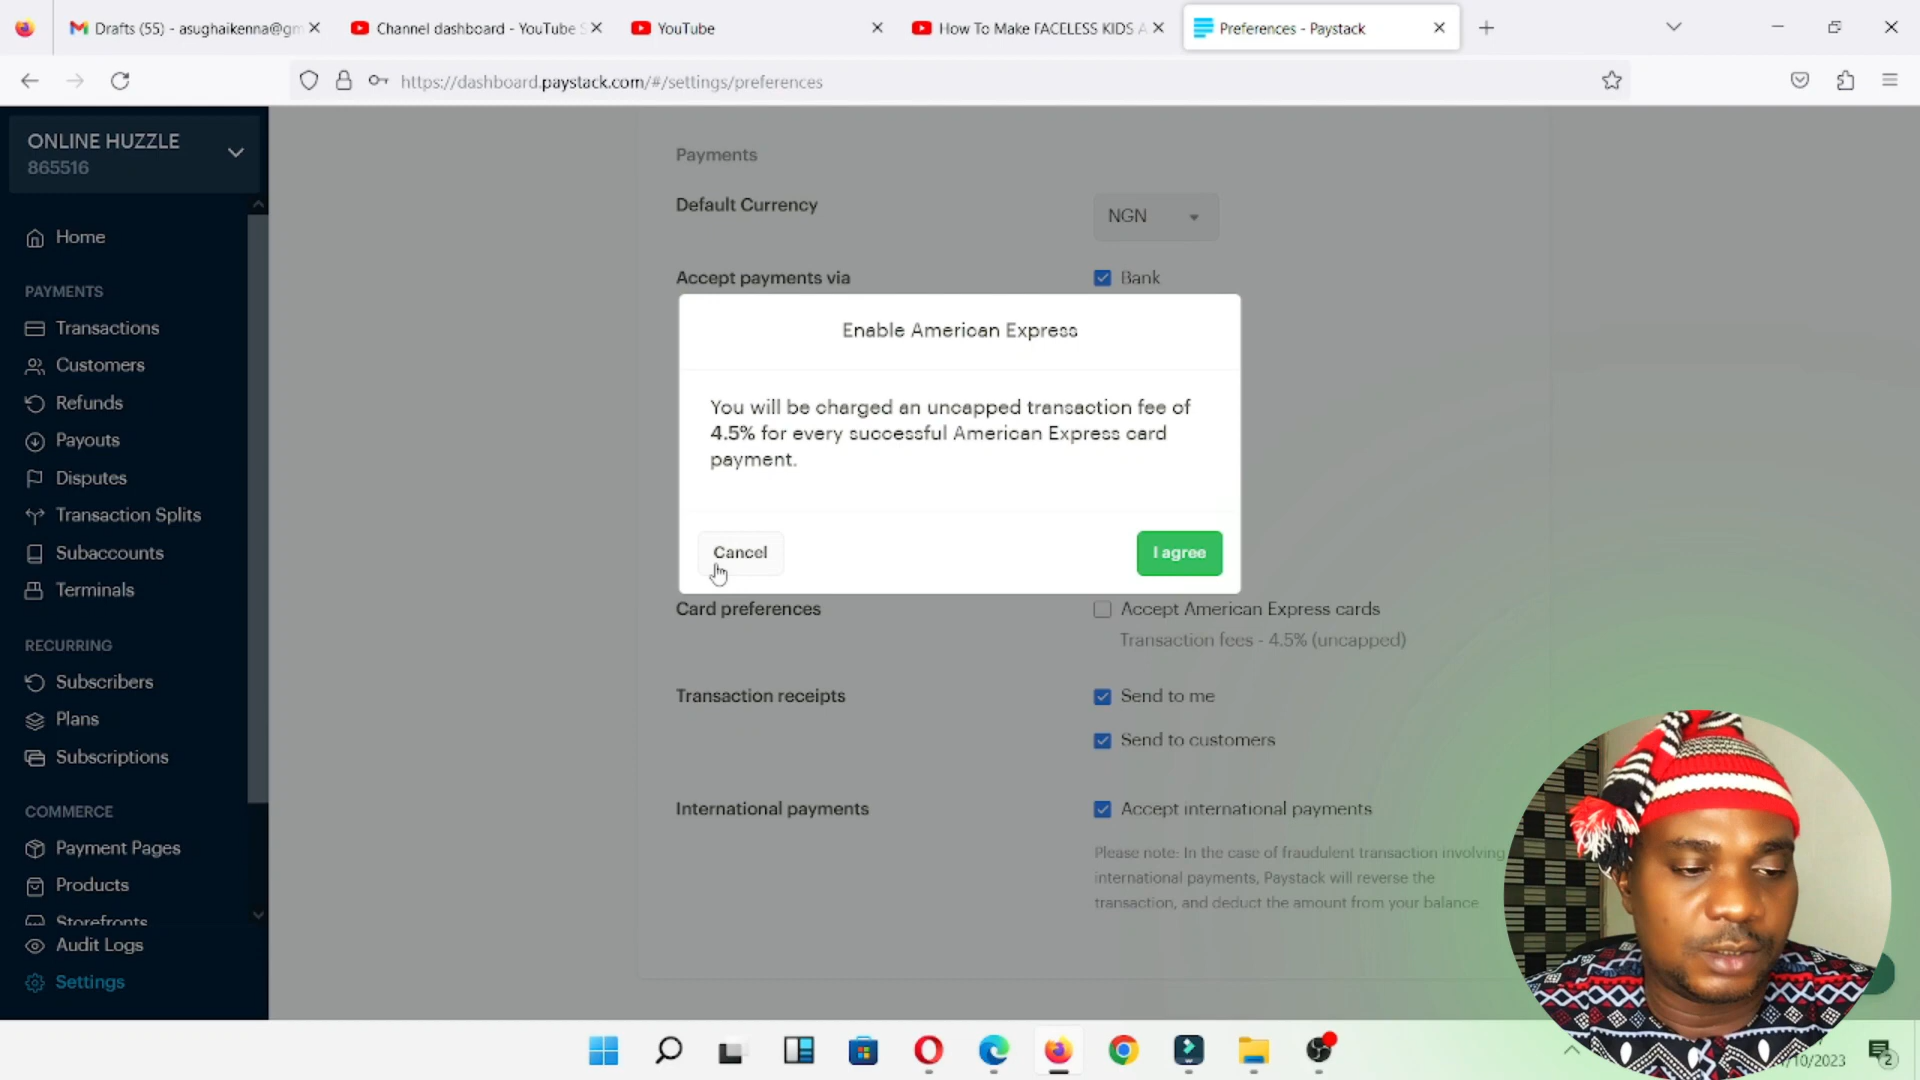 Drafts (55) - asughaikenna@gm
Channel dashboard - YouTube S
YouTube
How To Make FACELESS KIDS A
Preferences - Paystack
https://dashboard.paystack.com/#/settings/preferences
ONLINE HUZZLE
865516
Home
PAYMENTS
Transactions
Customers
Refunds
Payouts
Disputes
Transaction Splits
Subaccounts
Terminals
RECURRING
Subscribers
Plans
Subscriptions
COMMERCE
Payment Pages
Products
Storefronts
Audit Logs
Settings
Payments
Default Currency
NGN
Accept payments via
Bank
Enable American Express
You will be charged an uncapped transaction fee of
4.5% for every successful American Express card
payment.
Cancel
I agree
Card preferences
Accept American Express cards
Transaction fees - 4.5% (uncapped)
Transaction receipts
Send to me
Send to customers
International payments
Accept international payments
Please note: In the case of fraudulent transaction involving
international payments, Paystack will reverse the
transaction, and deduct the amount from your balance.
/10/2023
2